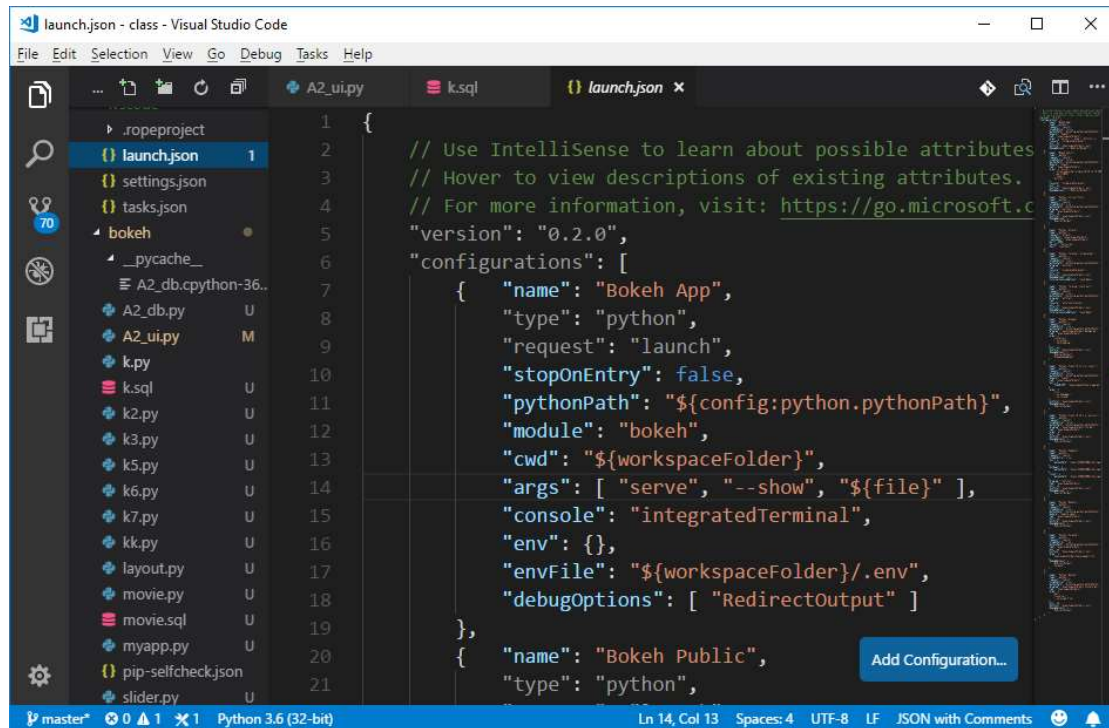 launch.json - class - Visual Studio Code
File Edit Selection View Go Debug Tasks Help
A2_ui.py
k.sql
{} launch.json
.ropeproject
{} launch.json 1
{} settings.json
{} tasks.json
bokeh
__pycache__
A2_db.cpython-36..
A2_db.py U
A2_ui.py M
k.py
k.sql U
k2.py U
k3.py U
k5.py U
k6.py U
k7.py U
kk.py U
layout.py U
movie.py U
movie.sql U
myapp.py U
{} pip-selfcheck.json
slider.py U
70
1 {
2 // Use IntelliSense to learn about possible attributes
3 // Hover to view descriptions of existing attributes.
4 // For more information, visit: https://go.microsoft.c
5 "version": "0.2.0",
6 "configurations": [
7 { "name": "Bokeh App",
8 "type": "python",
9 "request": "launch",
10 "stopOnEntry": false,
11 "pythonPath": "${config:python.pythonPath}",
12 "module": "bokeh",
13 "cwd": "${workspaceFolder}",
14 "args": [ "serve", "--show", "${file}" ],
15 "console": "integratedTerminal",
16 "env": {},
17 "envFile": "${workspaceFolder}/.env",
18 "debugOptions": [ "RedirectOutput" ]
19 },
20 { "name": "Bokeh Public",
21 "type": "python",
Add Configuration...
master* 0 1 1 Python 3.6 (32-bit) Ln 14, Col 13 Spaces: 4 UTF-8 LF JSON with Comments